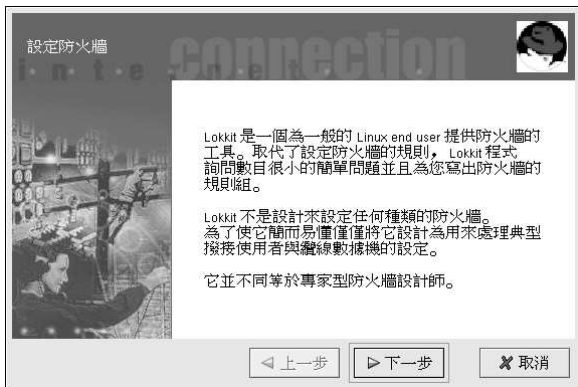 設定防火牆
connection
i n t e r n e t
Lokkit 是一個為一般的 Linux end user 提供防火牆的
工具。取代了設定防火牆的規則， Lokkit 程式
詢問數目很小的簡單問題並且為您寫出防火牆的
規則組。
Lokkit 不是設計來設定任何種類的防火牆。
為了使它簡而易懂僅僅將它設計為用來處理典型
撥接使用者與纜線數據機的設定。
它並不同等於專家型防火牆設計師。
上一步
下一步
取消